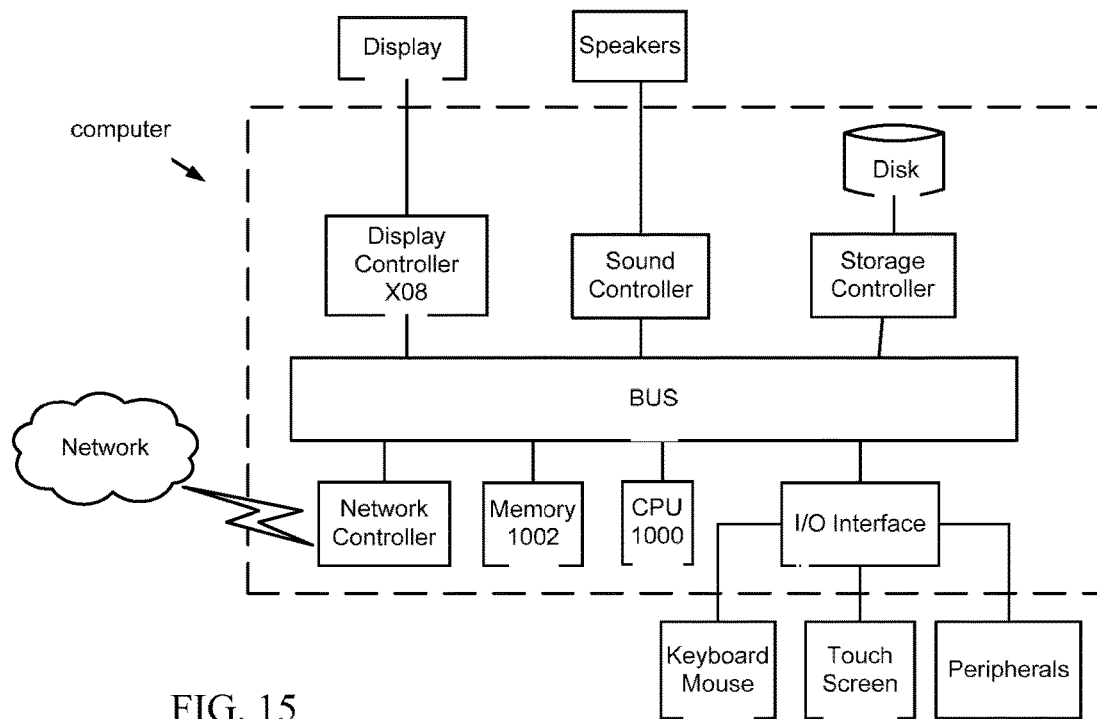 Display
Speakers
computer
Disk
Display
Controller
X08
Sound
Controller
Storage
Controller
BUS
Network
Network
Controller
Memory
1002
CPU
1000
I/O Interface
Keyboard
Mouse
Touch
Screen
Peripherals
FIG. 15